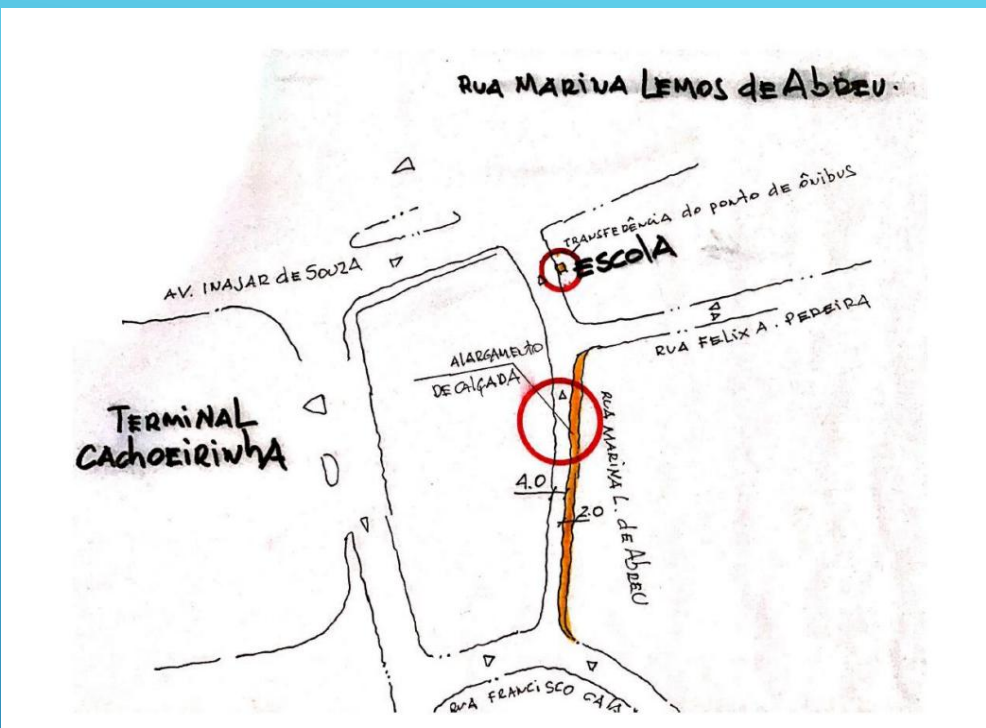 RUA MARINA LEMOS dE AbREU.
TRANSFERÊNCIA do ponto de ônibus
ESCOLA
AV. INAJAR de SOUZA
RUA FELIX A. PEREIRA
ALARGAMENTO
DE CALÇADA
TERMINAL
CACHOEIRINHA
RUA MARINA L. de AbREU
4.0
2.0
RUA FRANCISCO